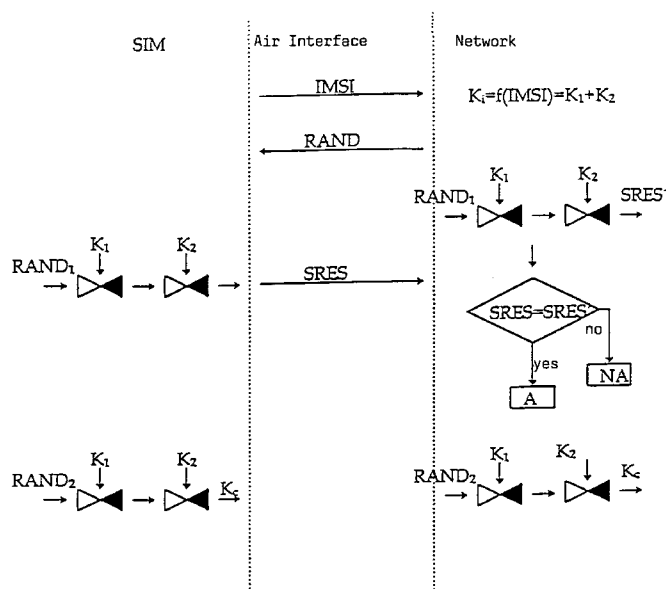 SIM
Air Interface
Network
IMSI
Ki=f(IMSI)=K1+K2
RAND
K1
K2
RAND1
SRES'
K1
K2
RAND1
SRES
SRES=SRES'
no
yes
NA
A
K1
K2
RAND2
Kc
K1
K2
RAND2
Kc